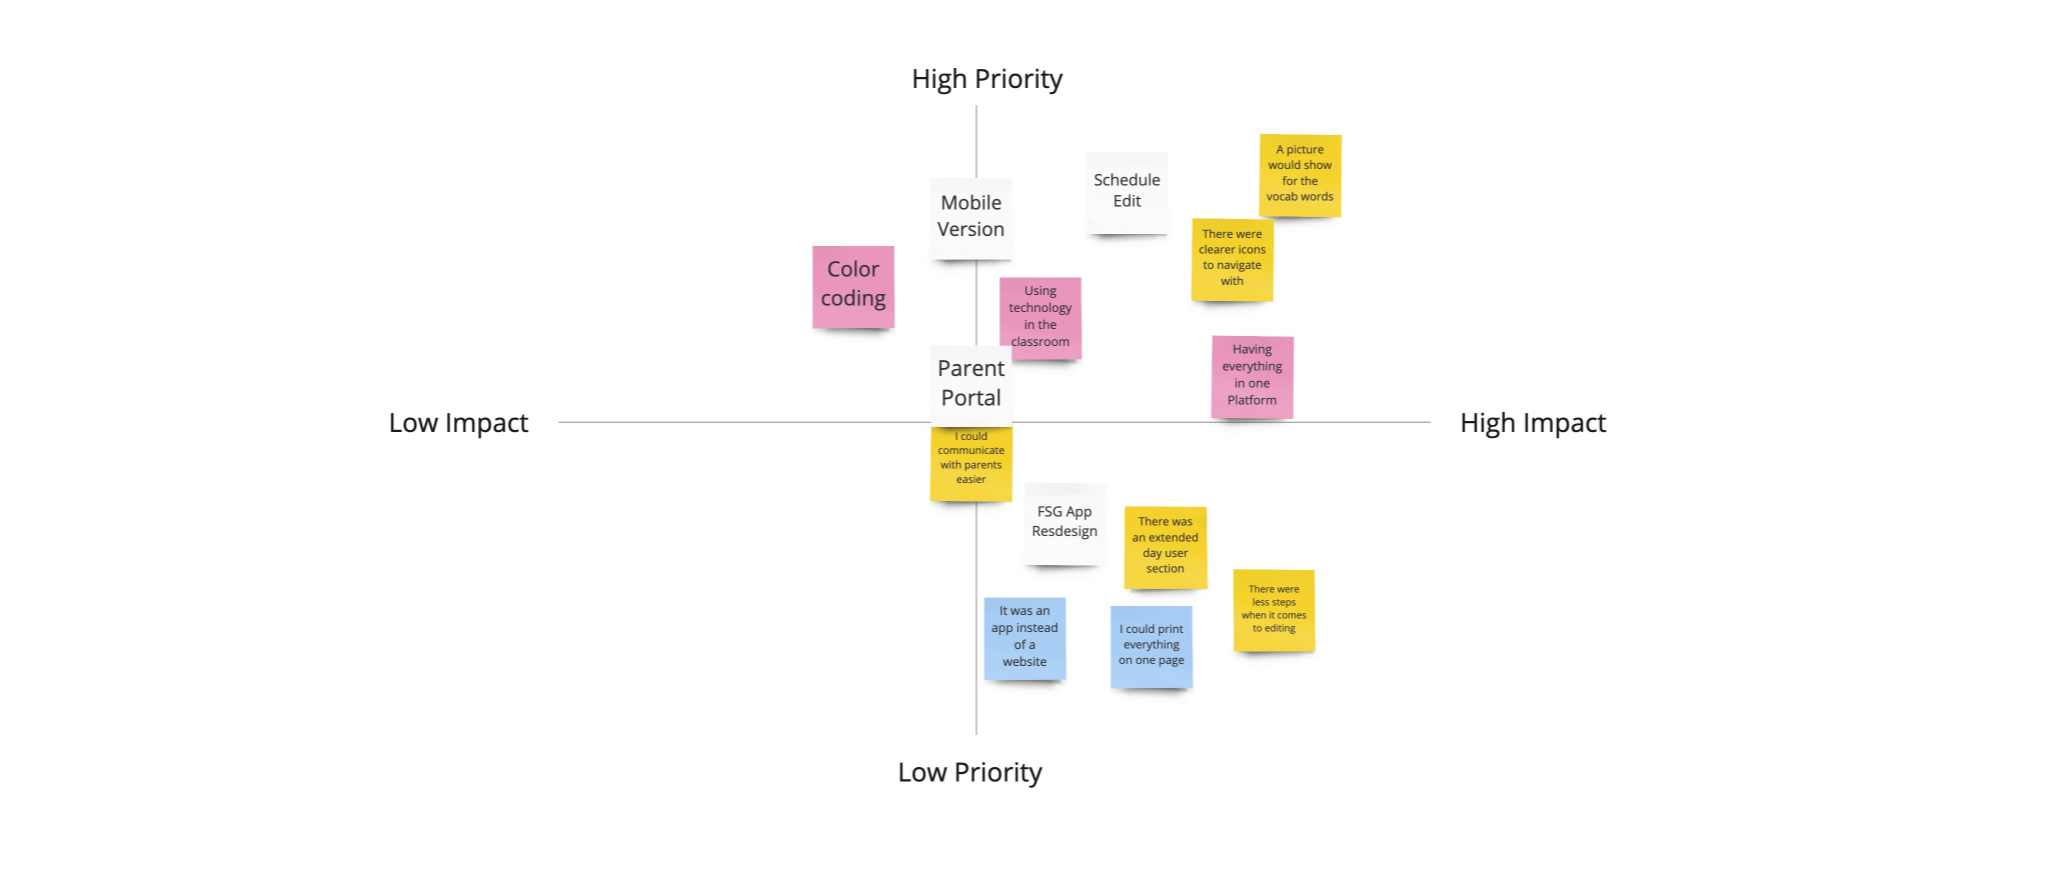 High Priority
A picture
would show
for the
vocab words
Schedule
Edit
Mobile
Version
There were
clearer icons
to navigate
with
Color
coding
Using
technology
in the
classroom
Having
everything
in one
Platform
Parent
Portal
Low Impact
High Impact
I could
communicate
with parents
easier
FSG App
Resdesign
There was
an extended
day user
section
There were
less steps
when it comes
to editing
It was an
app instead
of a
website
I could print
everything
on one page
Low Priority